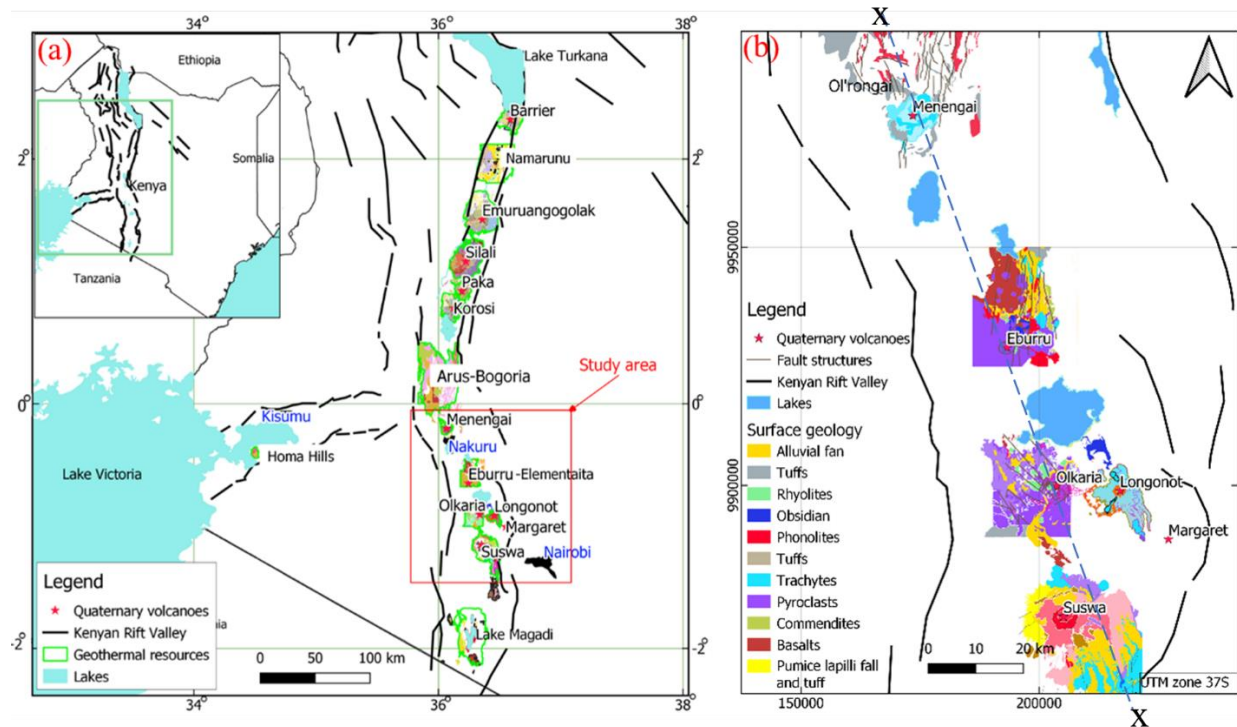 X
34°
36°
38°
(a)
Ethiopia
Somalia
Kenya
Tanzania
Lake Turkana
Barrier
2°
2°
Namarunu
Emuruangogolak
Silali
Paka
Korosi
Arus-Bogoria
Study area
0°
0°
Kisumu
Menengai
Nakuru
Homa Hills
Lake Victoria
Eburru-Elementaita
Olkaria
Longonot
Margaret
Suswa
Nairobi
Lake Magadi
-2°
-2°
Legend
Quaternary volcanoes
Kenyan Rift Valley
Geothermal resources
Lakes
0 50 100 km
34°
36°
38°
(b)
Ol'rongai
Menengai
9950000
Eburru
9900000
Olkaria
Longonot
Margaret
Suswa
Legend
Quaternary volcanoes
Fault structures
Kenyan Rift Valley
Lakes
Surface geology
Alluvial fan
Tuffs
Rhyolites
Obsidian
Phonolites
Tuffs
Trachytes
Pyroclasts
Commendites
Basalts
Pumice lapilli fall
and tuff
0 10 20 km
UTM zone 37S
150000
200000
X